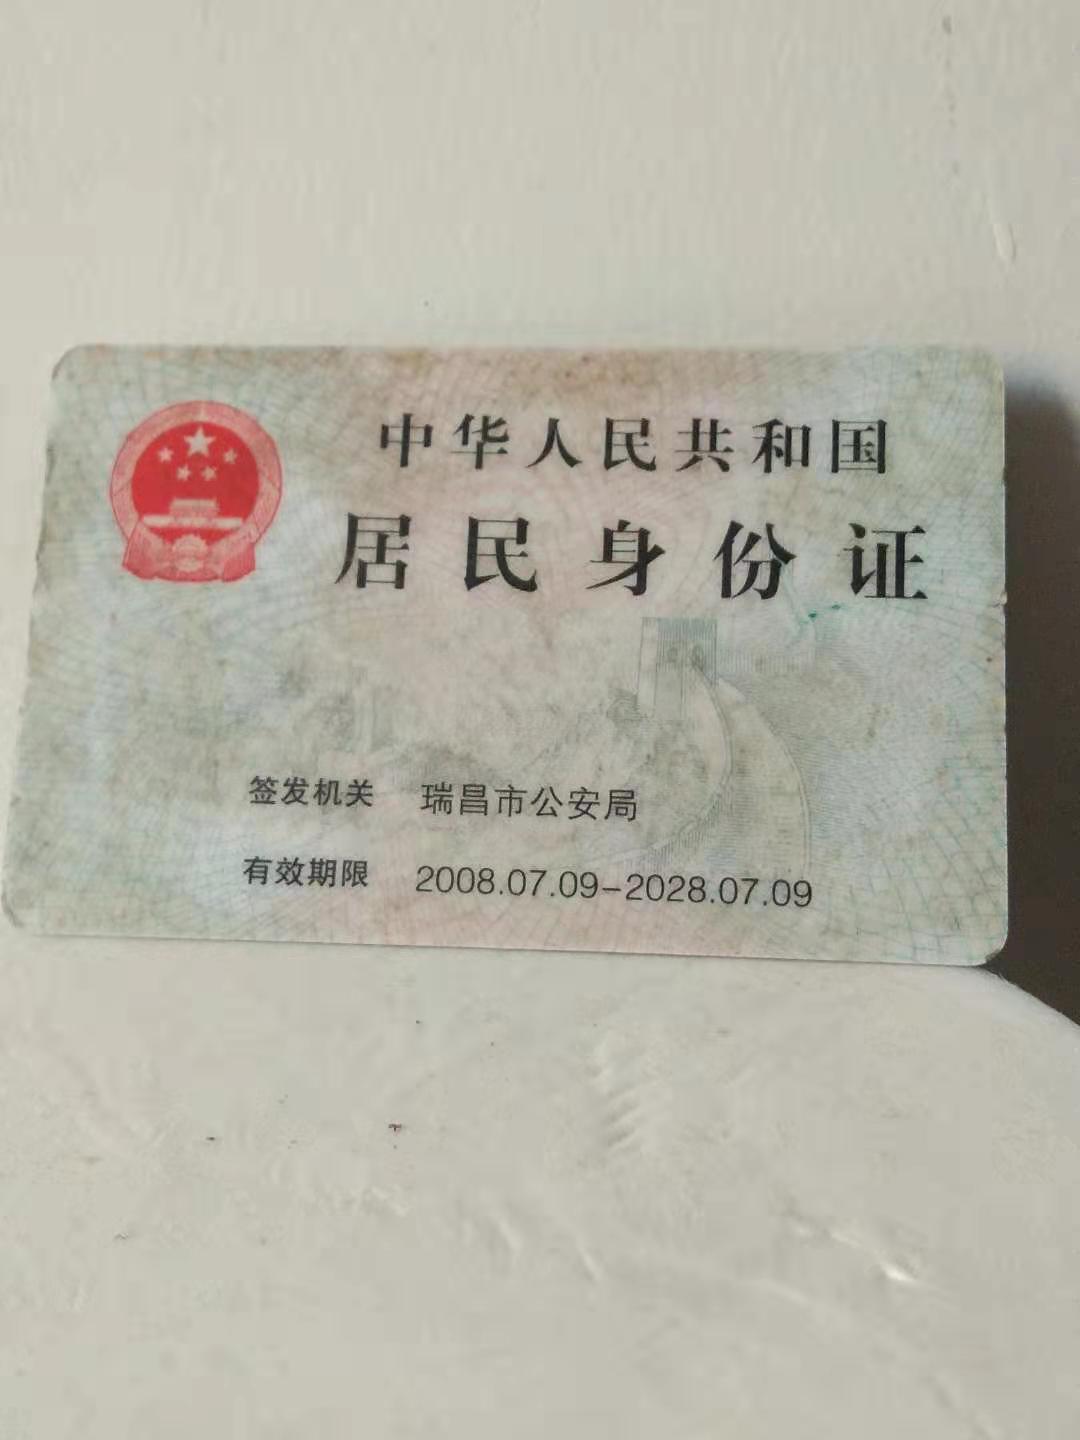 中华人民共和国
居民身份证
签发机关 瑞昌市公安局
有效期限 2008.07.09-2028.07.09